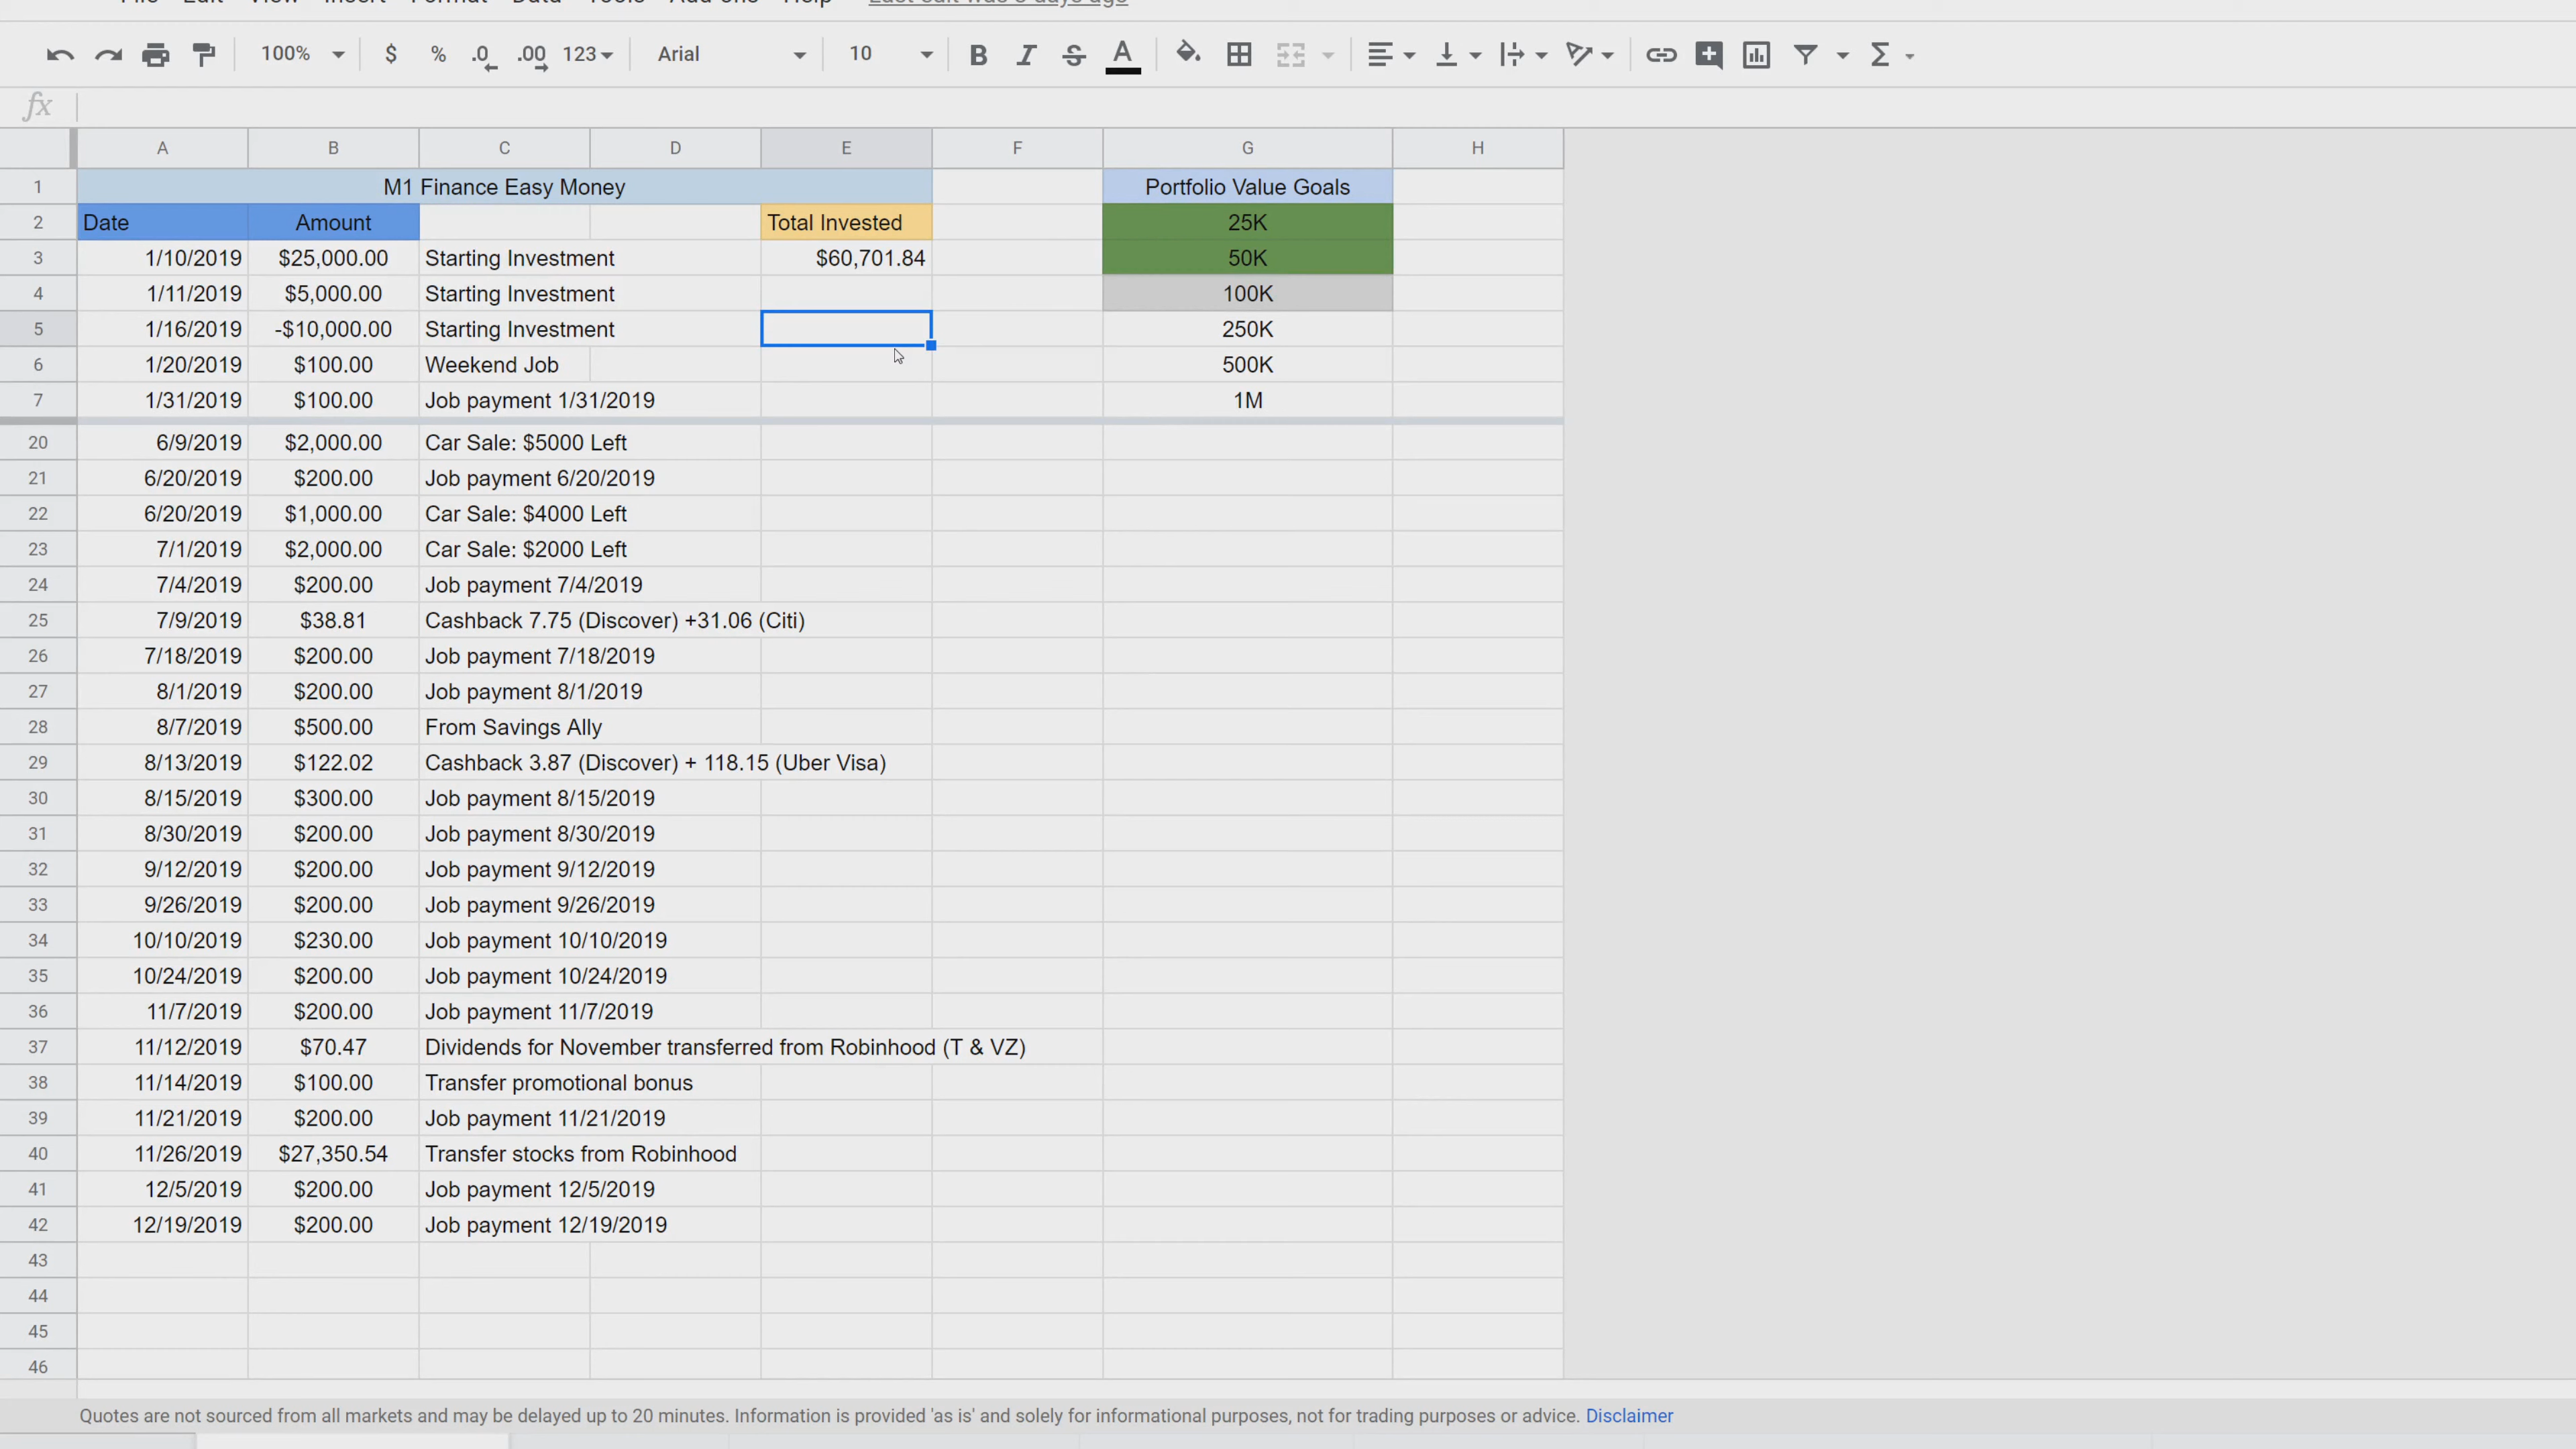 File Edit View Insert Format Data Tools Add-ons Help Last edit was 5 days ago
100% $ % .0 .00 123 Arial 10 B I S A Σ
fx
A B C D E F G H
1 M1 Finance Easy Money Portfolio Value Goals
2 Date Amount Total Invested 25K
3 1/10/2019 $25,000.00 Starting Investment $60,701.84 50K
4 1/11/2019 $5,000.00 Starting Investment 100K
5 1/16/2019 -$10,000.00 Starting Investment 250K
6 1/20/2019 $100.00 Weekend Job 500K
7 1/31/2019 $100.00 Job payment 1/31/2019 1M
20 6/9/2019 $2,000.00 Car Sale: $5000 Left
21 6/20/2019 $200.00 Job payment 6/20/2019
22 6/20/2019 $1,000.00 Car Sale: $4000 Left
23 7/1/2019 $2,000.00 Car Sale: $2000 Left
24 7/4/2019 $200.00 Job payment 7/4/2019
25 7/9/2019 $38.81 Cashback 7.75 (Discover) +31.06 (Citi)
26 7/18/2019 $200.00 Job payment 7/18/2019
27 8/1/2019 $200.00 Job payment 8/1/2019
28 8/7/2019 $500.00 From Savings Ally
29 8/13/2019 $122.02 Cashback 3.87 (Discover) + 118.15 (Uber Visa)
30 8/15/2019 $300.00 Job payment 8/15/2019
31 8/30/2019 $200.00 Job payment 8/30/2019
32 9/12/2019 $200.00 Job payment 9/12/2019
33 9/26/2019 $200.00 Job payment 9/26/2019
34 10/10/2019 $230.00 Job payment 10/10/2019
35 10/24/2019 $200.00 Job payment 10/24/2019
36 11/7/2019 $200.00 Job payment 11/7/2019
37 11/12/2019 $70.47 Dividends for November transferred from Robinhood (T & VZ)
38 11/14/2019 $100.00 Transfer promotional bonus
39 11/21/2019 $200.00 Job payment 11/21/2019
40 11/26/2019 $27,350.54 Transfer stocks from Robinhood
41 12/5/2019 $200.00 Job payment 12/5/2019
42 12/19/2019 $200.00 Job payment 12/19/2019
43
44
45
46
Quotes are not sourced from all markets and may be delayed up to 20 minutes. Information is provided 'as is' and solely for informational purposes, not for trading purposes or advice. Disclaimer